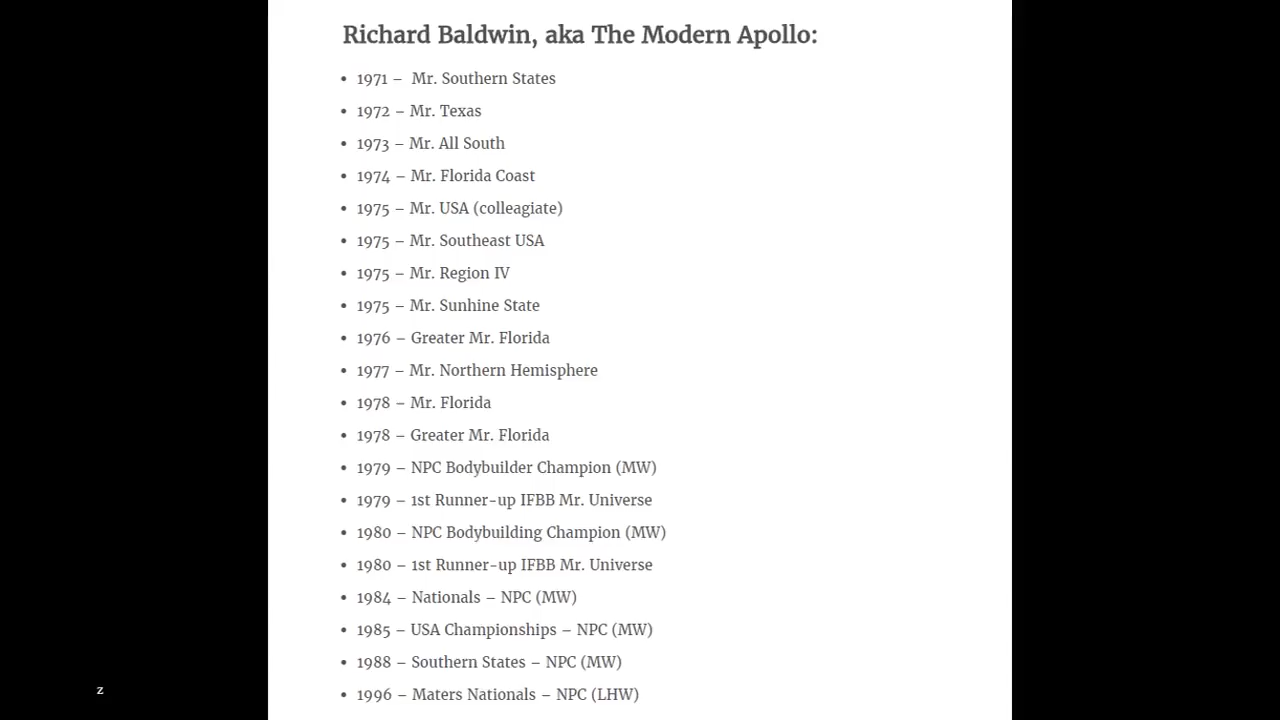 Richard Baldwin, aka The Modern Apollo:
• 1971 – Mr. Southern States
• 1972 – Mr. Texas
• 1973 – Mr. All South
• 1974 – Mr. Florida Coast
• 1975 – Mr. USA (colleagiate)
• 1975 – Mr. Southeast USA
• 1975 – Mr. Region IV
• 1975 – Mr. Sunhine State
• 1976 – Greater Mr. Florida
• 1977 – Mr. Northern Hemisphere
• 1978 – Mr. Florida
• 1978 – Greater Mr. Florida
• 1979 – NPC Bodybuilder Champion (MW)
• 1979 – 1st Runner-up IFBB Mr. Universe
• 1980 – NPC Bodybuilding Champion (MW)
• 1980 – 1st Runner-up IFBB Mr. Universe
• 1984 – Nationals – NPC (MW)
• 1985 – USA Championships – NPC (MW)
• 1988 – Southern States – NPC (MW)
• 1996 – Maters Nationals – NPC (LHW)
z